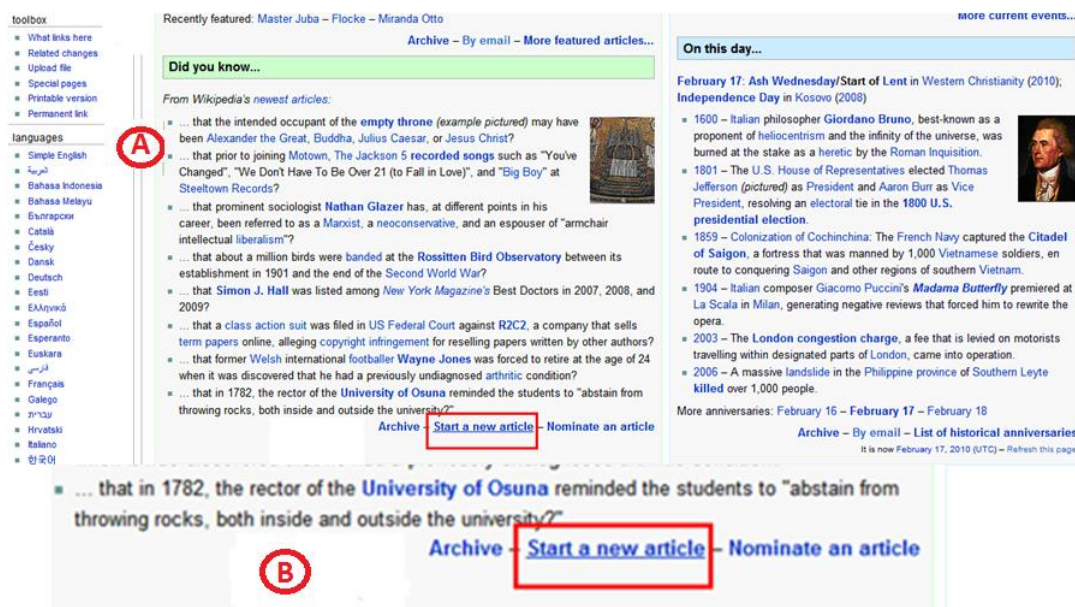 toolbox
What links here
Related changes
Upload file
Special pages
Printable version
Permanent link
languages
Simple English
العربية
Bahasa Indonesia
Bahasa Melayu
Български
Català
Česky
Dansk
Deutsch
Eesti
Ελληνικά
Español
Esperanto
Euskara
فارسی
Français
Galego
עברית
Hrvatski
Italiano
한국어
A
Recently featured: Master Juba – Flocke – Miranda Otto
Archive – By email – More featured articles...
Did you know...
From Wikipedia's newest articles:
... that the intended occupant of the empty throne (example pictured) may have
been Alexander the Great, Buddha, Julius Caesar, or Jesus Christ?
... that prior to joining Motown, The Jackson 5 recorded songs such as "You've
Changed", "We Don't Have To Be Over 21 (to Fall in Love)", and "Big Boy" at
Steeltown Records?
... that prominent sociologist Nathan Glazer has, at different points in his
career, been referred to as a Marxist, a neoconservative, and an espouser of "armchair
intellectual liberalism"?
... that about a million birds were banded at the Rossitten Bird Observatory between its
establishment in 1901 and the end of the Second World War?
... that Simon J. Hall was listed among New York Magazine's Best Doctors in 2007, 2008, and
2009?
... that a class action suit was filed in US Federal Court against R2C2, a company that sells
term papers online, alleging copyright infringement for reselling papers written by other authors?
... that former Welsh international footballer Wayne Jones was forced to retire at the age of 24
when it was discovered that he had a previously undiagnosed arthritic condition?
... that in 1782, the rector of the University of Osuna reminded the students to "abstain from
throwing rocks, both inside and outside the university?"
Archive – Start a new article – Nominate an article
More current events...
On this day...
February 17: Ash Wednesday/Start of Lent in Western Christianity (2010);
Independence Day in Kosovo (2008)
1600 – Italian philosopher Giordano Bruno, best-known as a
proponent of heliocentrism and the infinity of the universe, was
burned at the stake as a heretic by the Roman Inquisition.
1801 – The U.S. House of Representatives elected Thomas
Jefferson (pictured) as President and Aaron Burr as Vice
President, resolving an electoral tie in the 1800 U.S.
presidential election.
1859 – Colonization of Cochinchina: The French Navy captured the Citadel
of Saigon, a fortress that was manned by 1,000 Vietnamese soldiers, en
route to conquering Saigon and other regions of southern Vietnam.
1904 – Italian composer Giacomo Puccini's Madama Butterfly premiered at
La Scala in Milan, generating negative reviews that forced him to rewrite the
opera.
2003 – The London congestion charge, a fee that is levied on motorists
travelling within designated parts of London, came into operation.
2006 – A massive landslide in the Philippine province of Southern Leyte
killed over 1,000 people.
More anniversaries: February 16 – February 17 – February 18
Archive – By email – List of historical anniversaries
It is now February 17, 2010 (UTC) – Refresh this page
... that in 1782, the rector of the University of Osuna reminded the students to "abstain from
throwing rocks, both inside and outside the university?"
Archive – Start a new article – Nominate an article
B